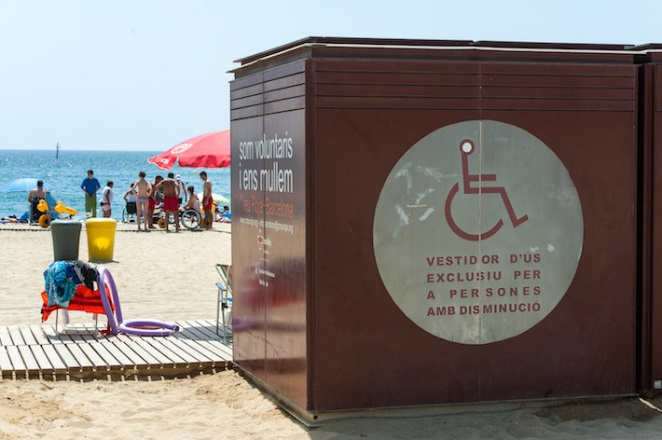 som voluntaris
i ens mullem
VESTIDOR D'ÚS
EXCLUSIU PER
A PERSONES
AMB DISMINUCIÓ